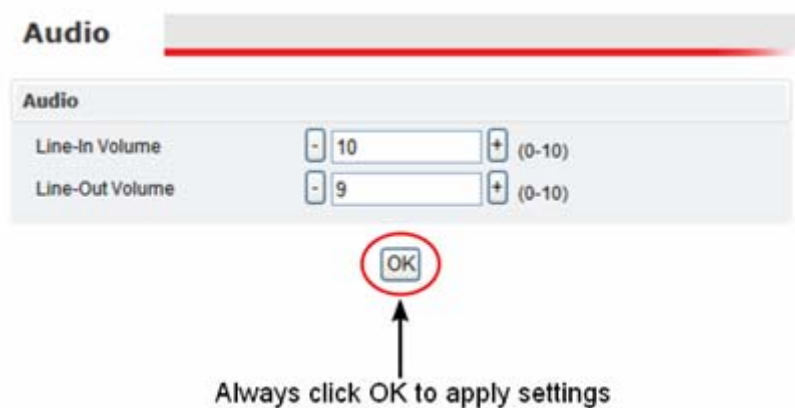 Audio
Audio
Line-In Volume - 10 + (0-10)
Line-Out Volume - 9 + (0-10)
OK
Always click OK to apply settings